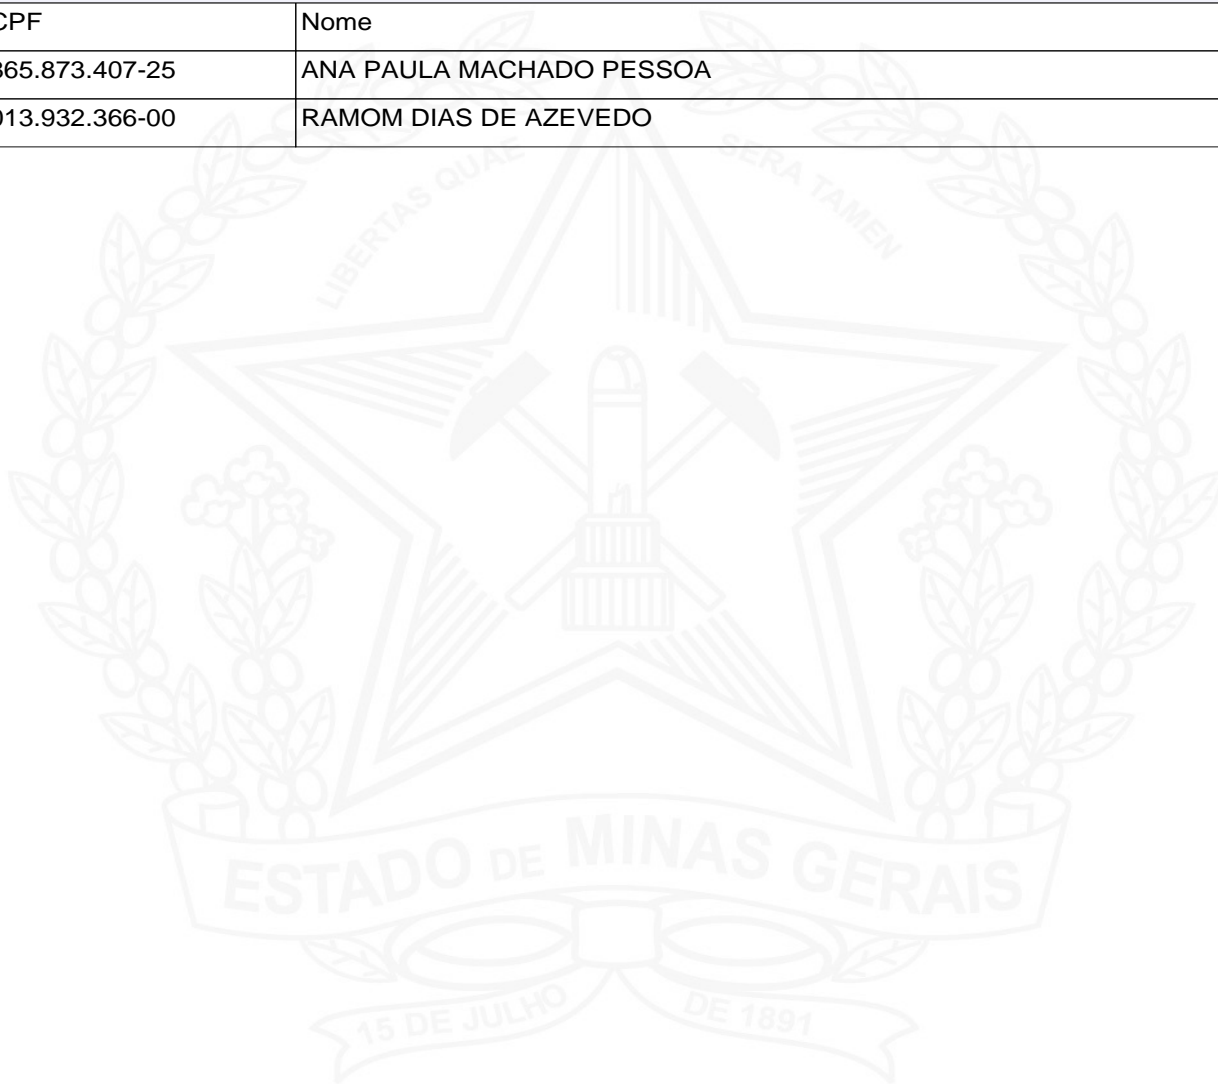 CPF Nome
865.873.407-25 ANA PAULA MACHADO PESSOA
013.932.366-00 RAMOM DIAS DE AZEVEDO
LIBERTAS QUAE SERA TAMEN
ESTADO DE MINAS GERAIS
15 DE JULHO DE 1891